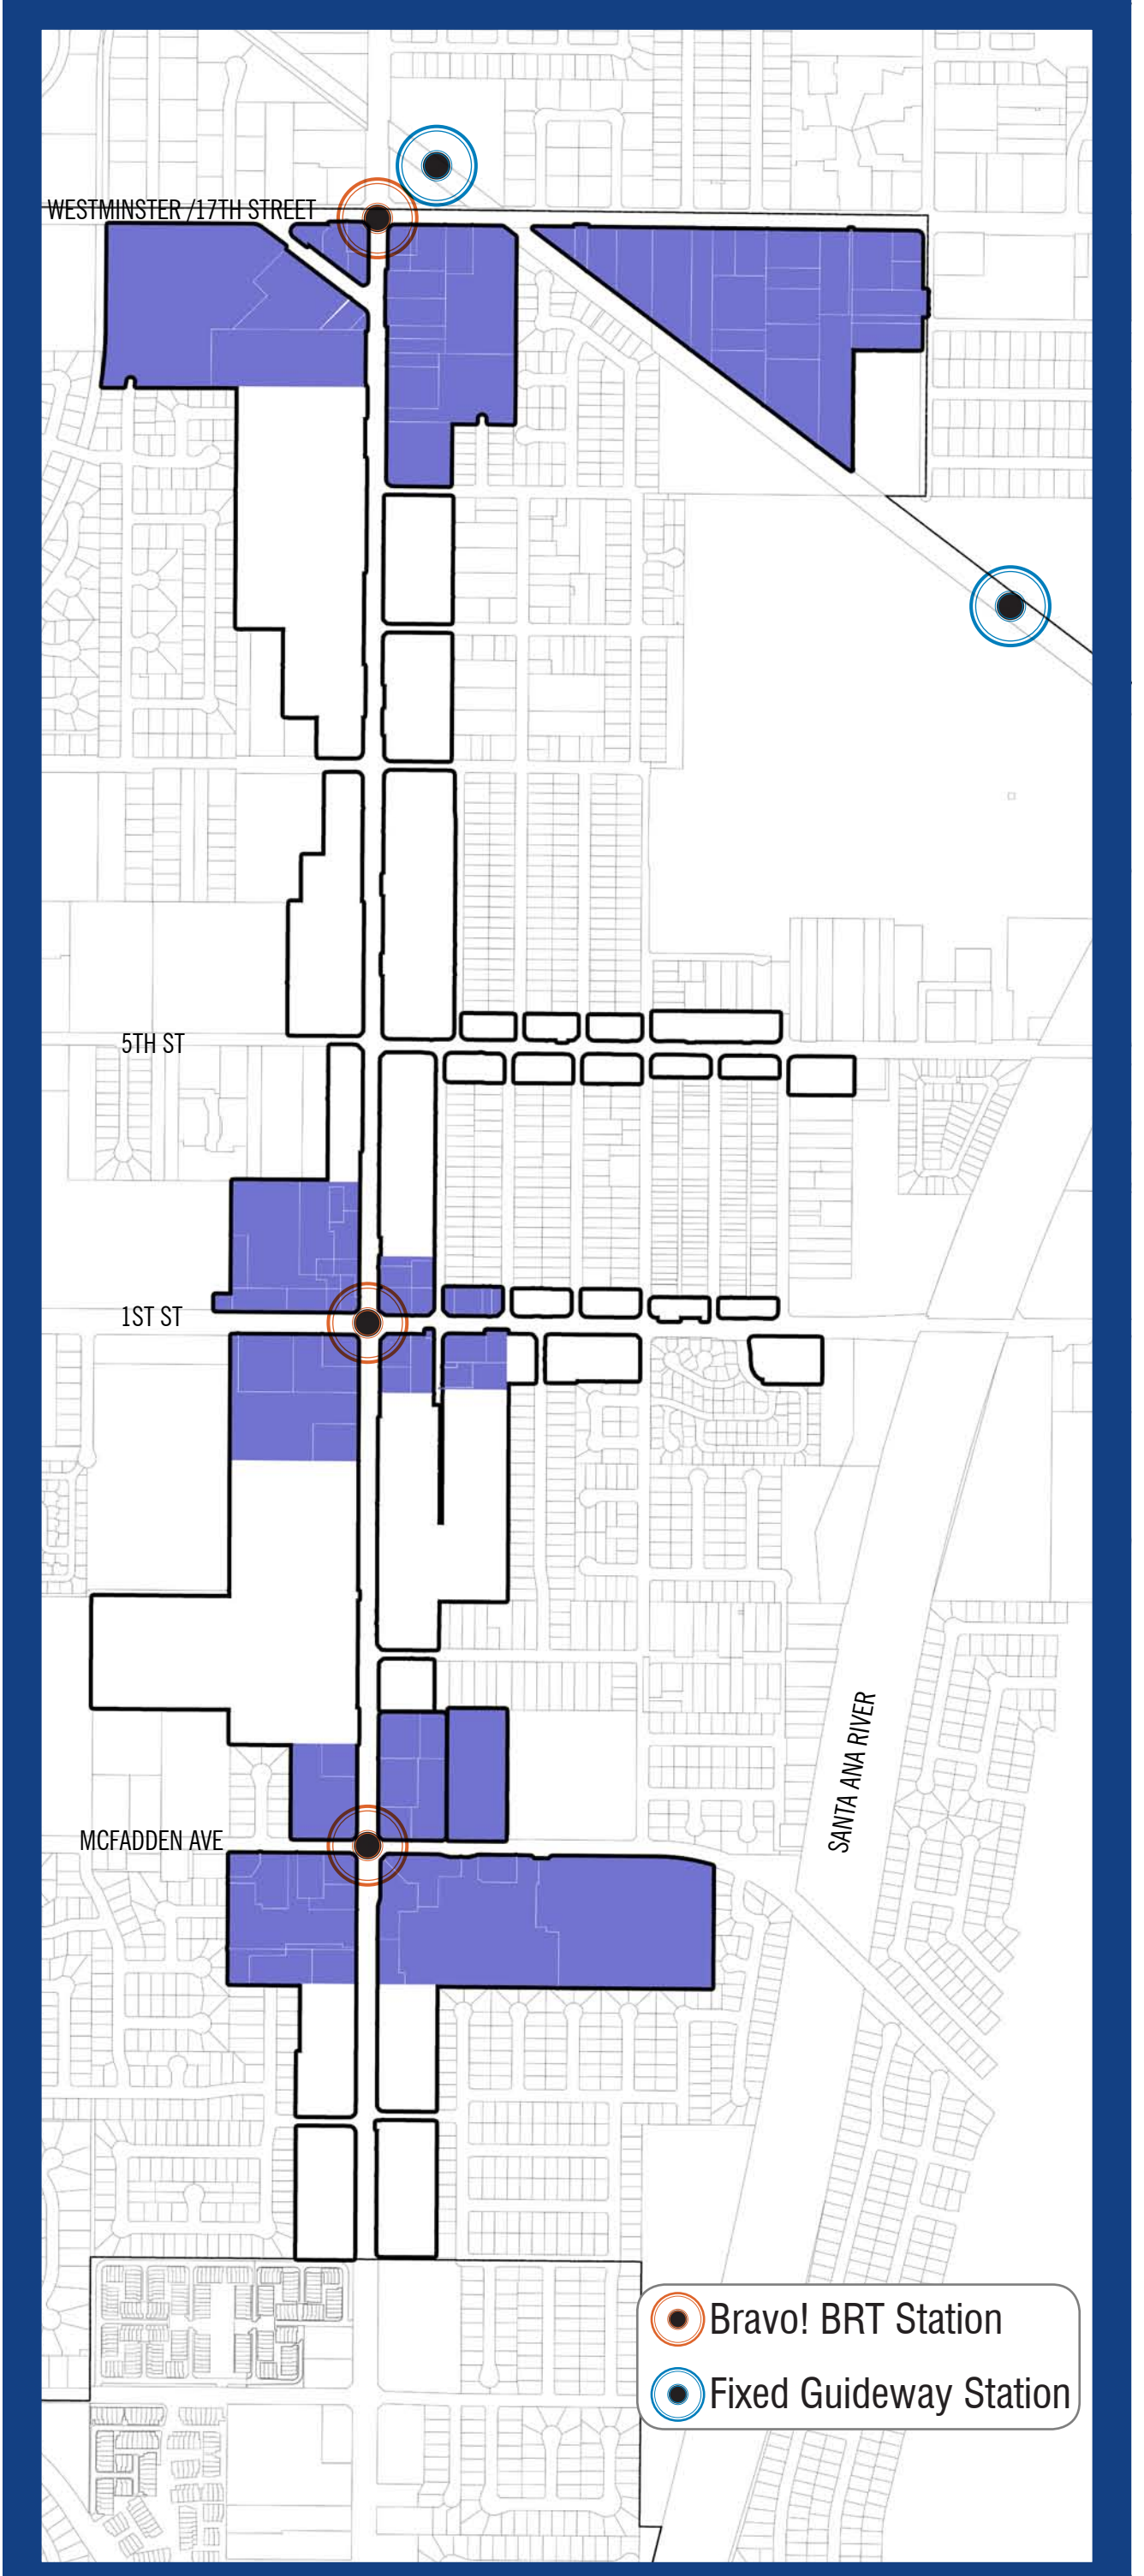 WESTMINSTER /17TH STREET
5TH ST
1ST ST
SANTA ANA RIVER
MCFADDEN AVE
Bravo! BRT Station
Fixed Guideway Station